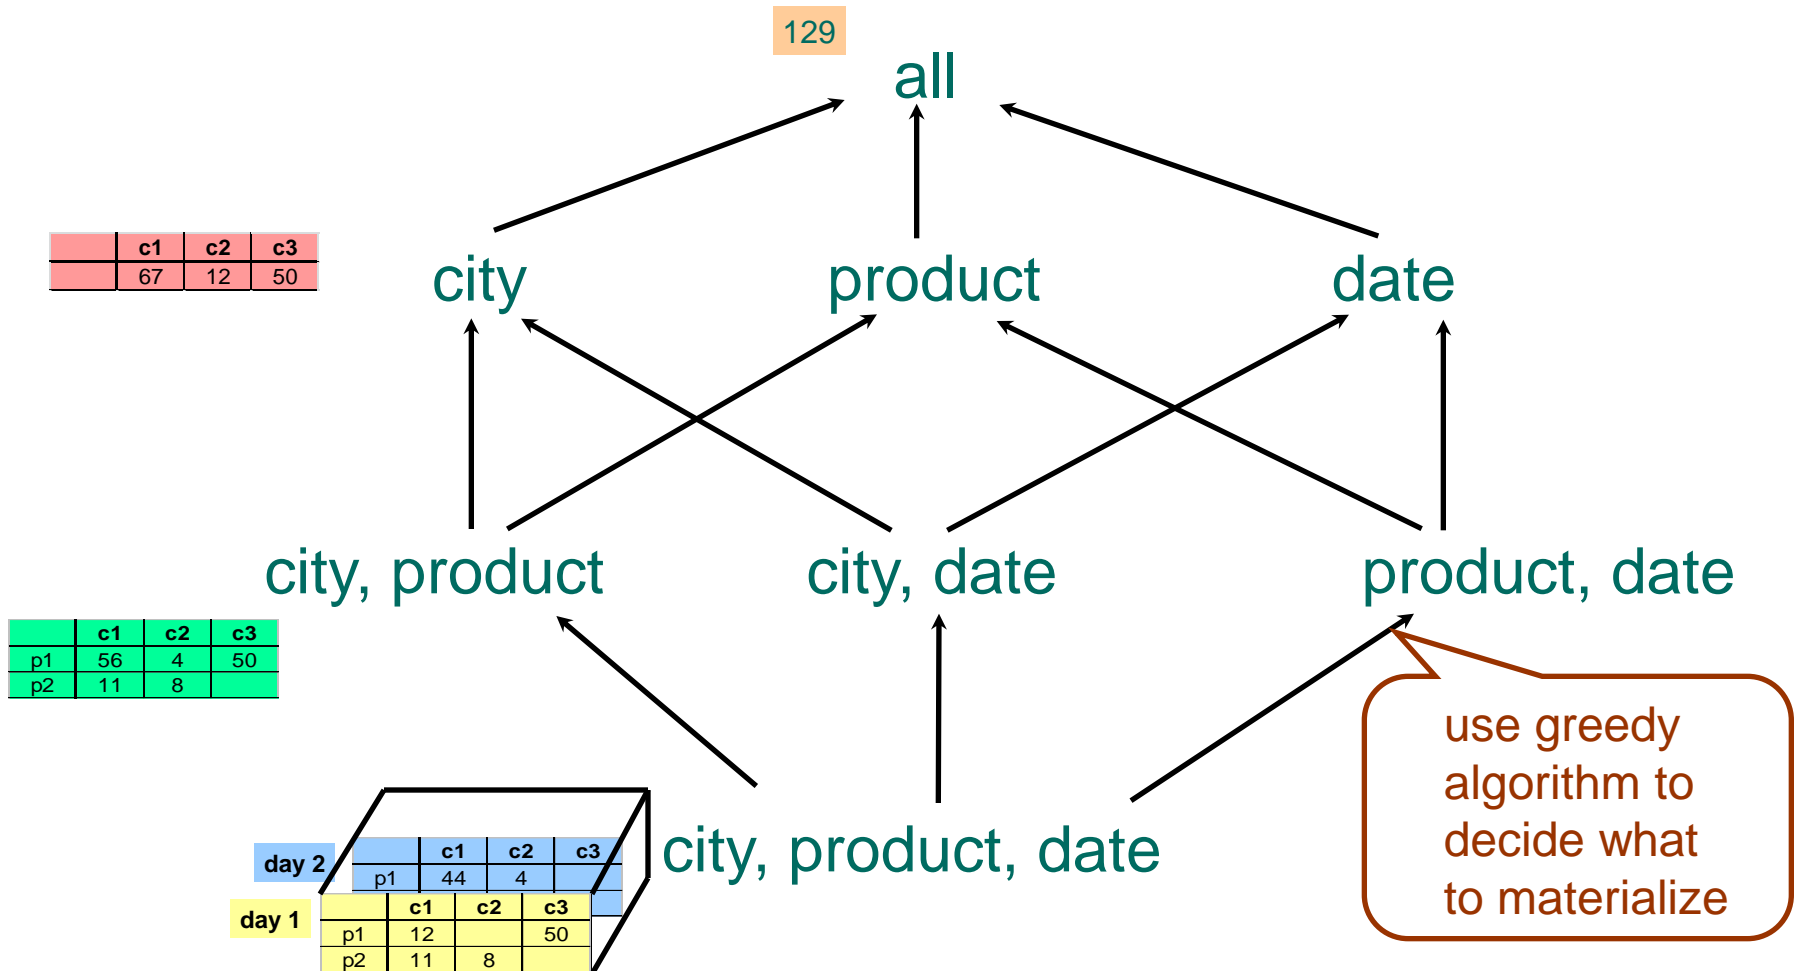 129
all
c1 c2 c3
67 12 50
city product date
city, product city, date product, date
c1 c2 c3
p1 56 4 50
p2 11 8
use greedy
algorithm to
decide what
to materialize
city, product, date
day 2
c1 c2 c3
p1 44 4
day 1
c1 c2 c3
p1 12 50
p2 11 8